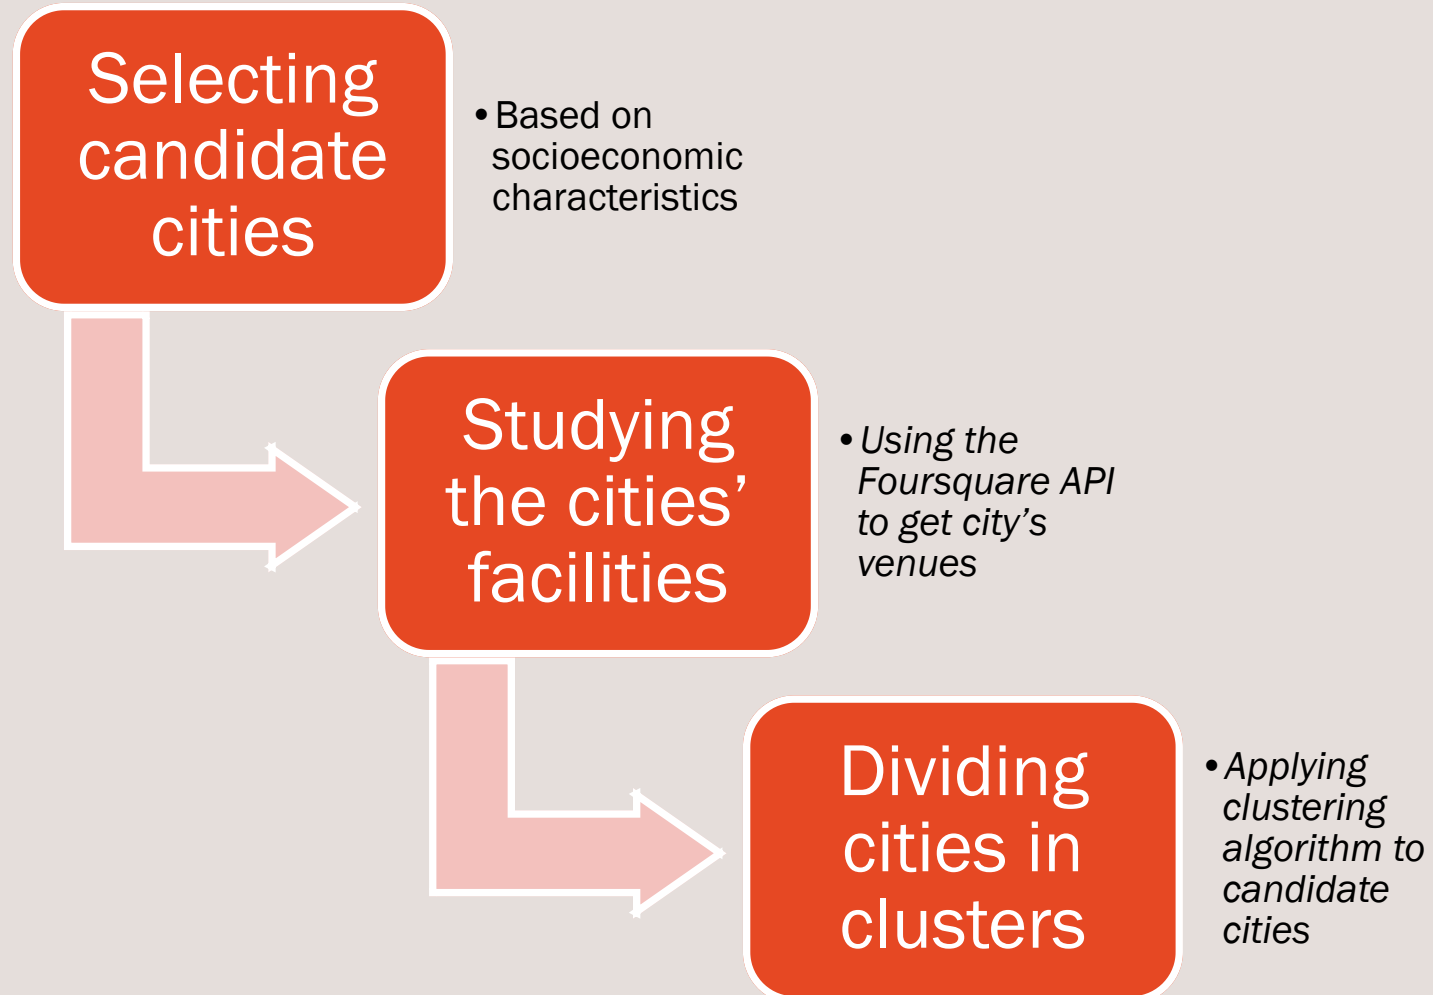 Selecting
candidate
cities
•Based on
socioeconomic
characteristics
Studying
the cities’
facilities
•Using the
Foursquare API
to get city’s
venues
Dividing
cities in
clusters
•Applying
clustering
algorithm to
candidate
cities